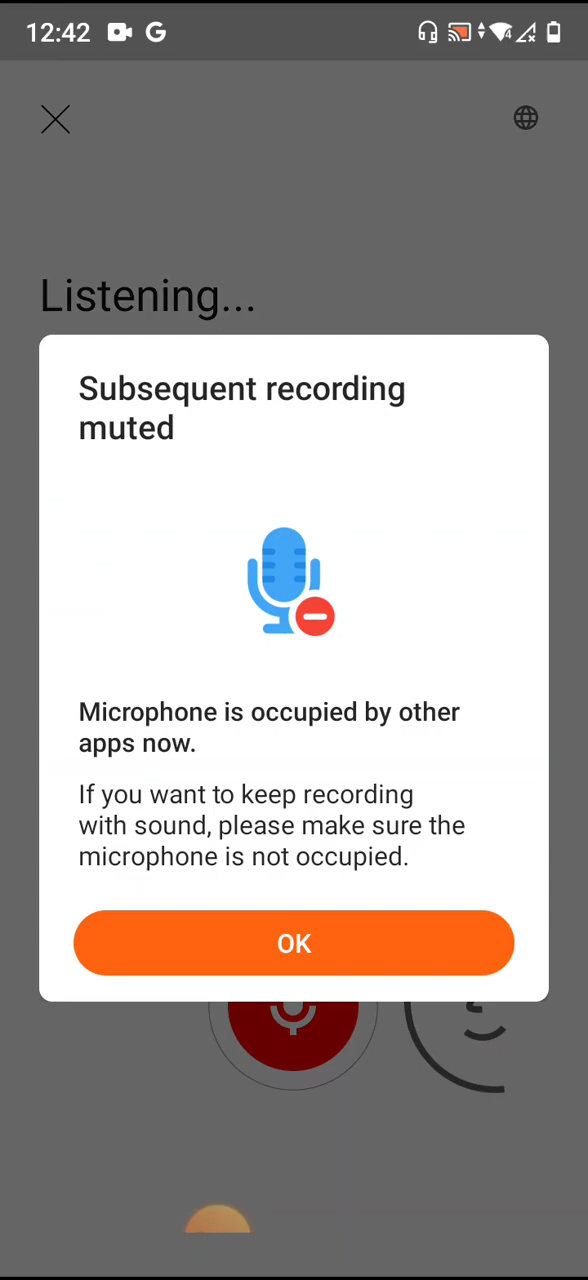 12:42
G
4
Listening...
Subsequent recording
muted
Microphone is occupied by other
apps now.
If you want to keep recording
with sound, please make sure the
microphone is not occupied.
OK